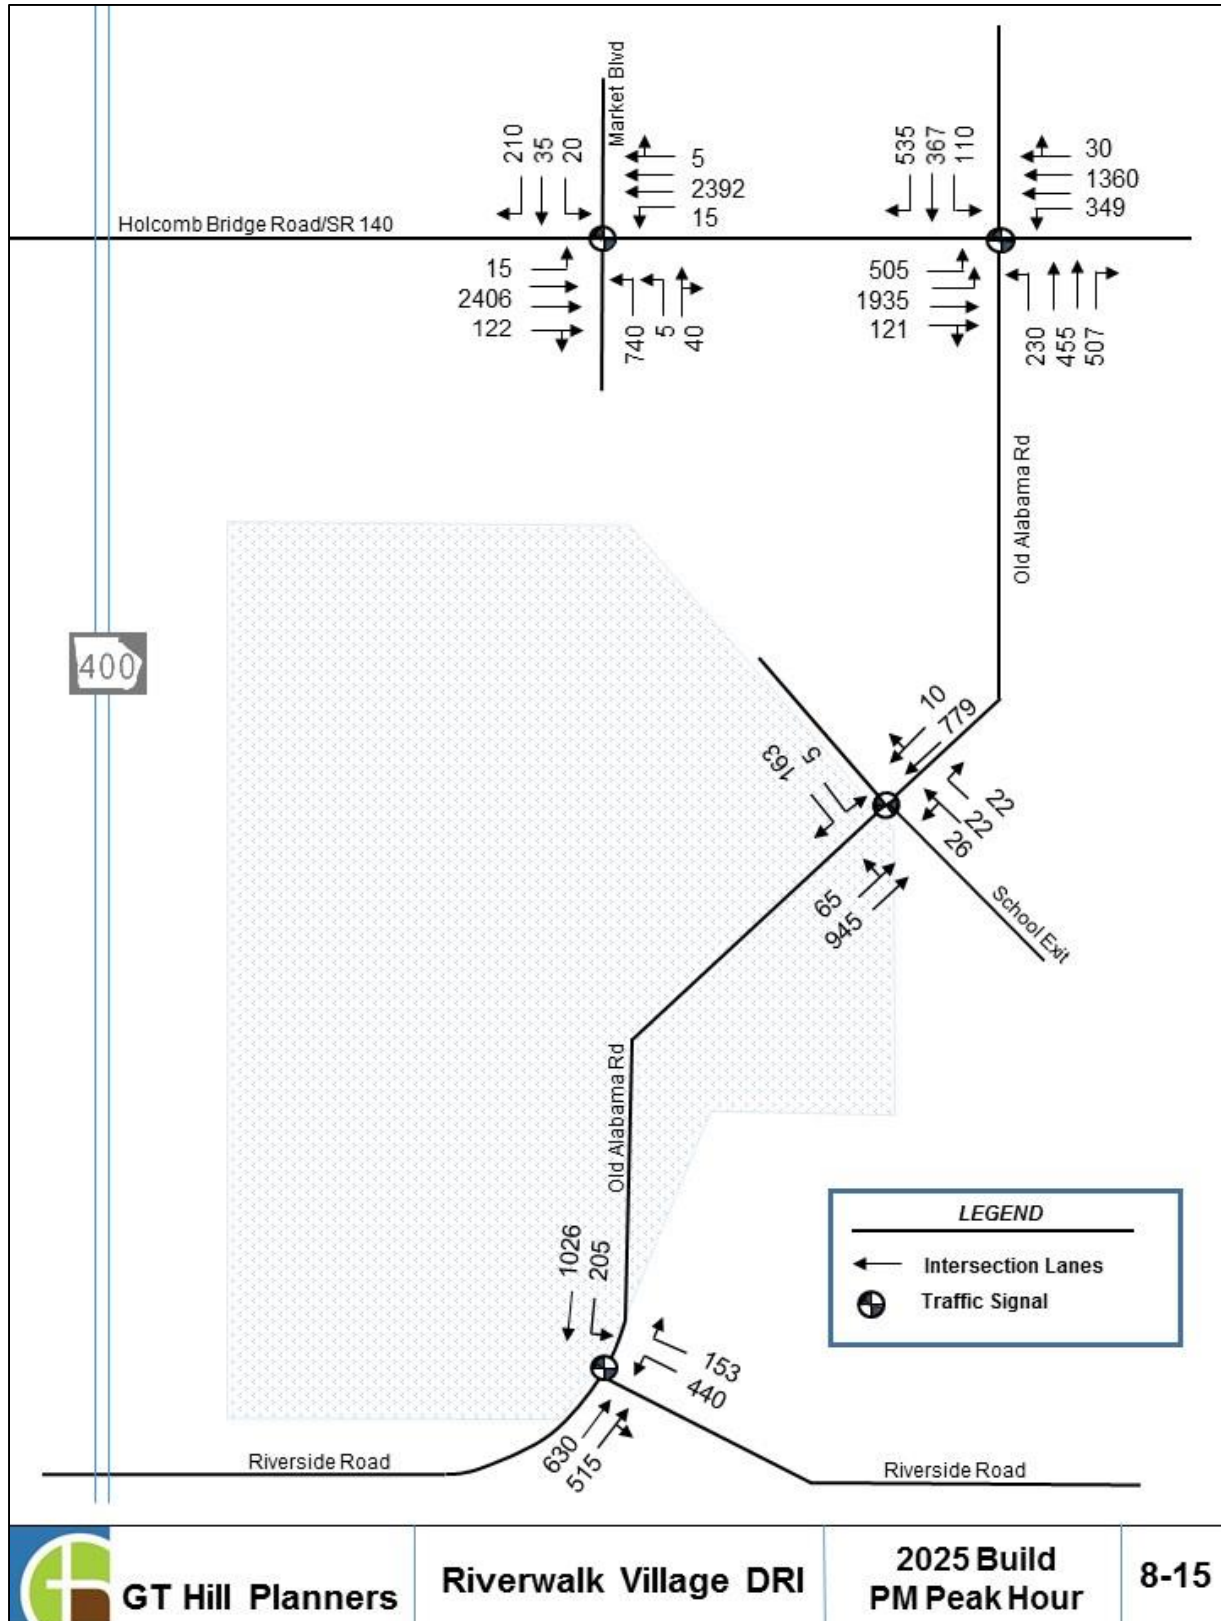 Market Blvd
210
35
20
5
2392
15
535
367
110
30
1360
349
Holcomb Bridge Road/SR 140
15
2406
122
740
5
40
505
1935
121
230
455
507
Old Alabama Rd
400
10
779
5
163
22
22
26
65
945
School Exit
Old Alabama Rd
1026
205
153
440
630
515
LEGEND
Intersection Lanes
Traffic Signal
Riverside Road
Riverside Road
GT Hill Planners
Riverwalk Village DRI
2025 Build
PM Peak Hour
8-15